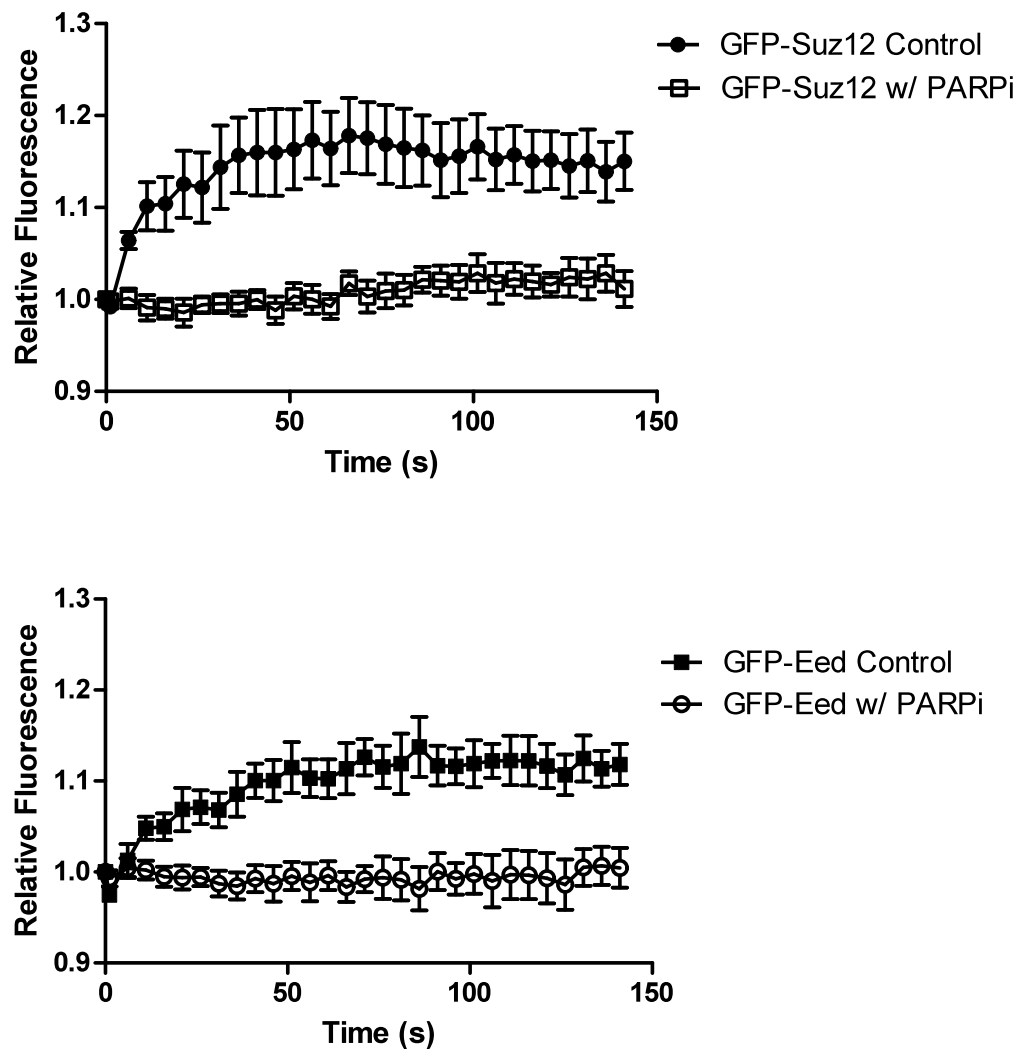 1.3
1.2
1.1
1.0
0.9
Relative Fluorescence
0
50
100
150
Time (s)
GFP-Suz12 Control
GFP-Suz12 w/ PARPi
1.3
1.2
1.1
1.0
0.9
Relative Fluorescence
0
50
100
150
Time (s)
GFP-Eed Control
GFP-Eed w/ PARPi